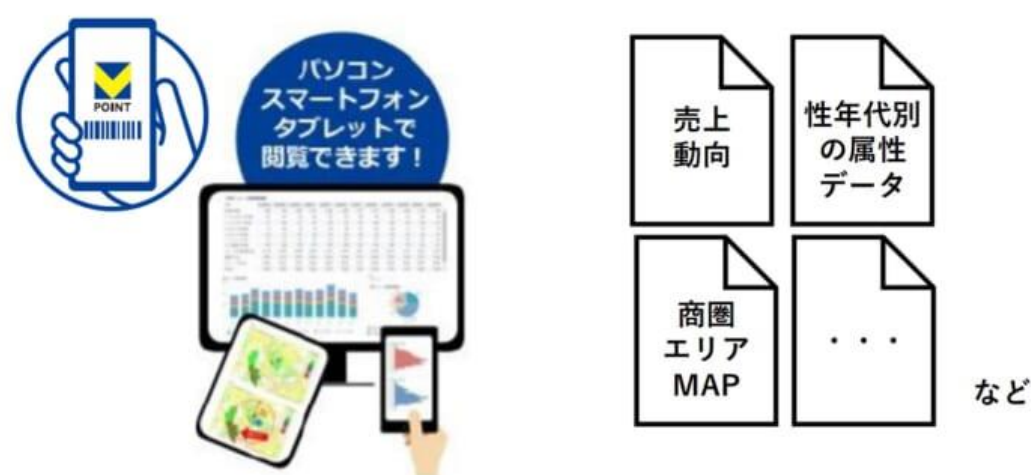 POINT
パソコン
スマートフォン
タブレットで
閲覧できます！
売上
動向
性年代別
の属性
データ
商圏
エリア
MAP
・・・
など